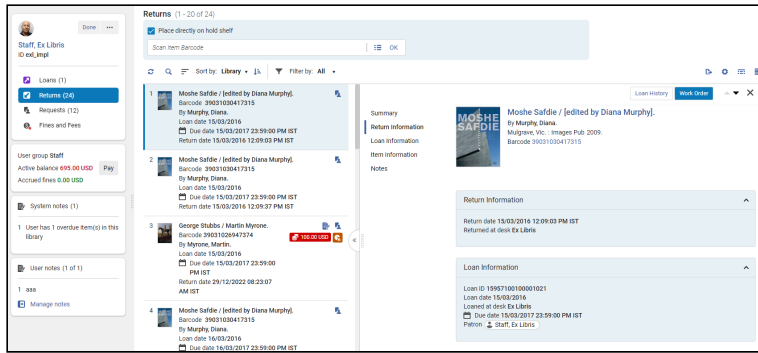 Done
Staff, Ex Libris
ID exl_impl
Loans (1)
Returns (24)
Requests (12)
Fines and Fees
User group Staff
Active balance 695.00 USD
Pay
Accrued fines 0.00 USD
System notes (1)
1 User has 1 overdue item(s) in this
library
User notes (1 of 1)
1 aaa
Manage notes
Returns (1 - 20 of 24)
Place directly on hold shelf
Scan Item Barcode
OK
Sort by: Library
Filter by: All
1 Moshe Safdie / [edited by Diana Murphy].
Barcode 39031030417315
By Murphy, Diana.
Loan date 15/03/2016
Due date 15/03/2017 23:59:00 PM IST
Return date 15/03/2016 12:09:03 PM IST
2 Moshe Safdie / [edited by Diana Murphy].
Barcode 39031030417315
By Murphy, Diana.
Loan date 15/03/2016
Due date 15/03/2017 23:59:00 PM IST
Return date 15/03/2016 12:09:37 PM IST
3 George Stubbs / Martin Myrone.
Barcode 39031026947374
100.00 USD
By Myrone, Martin.
Loan date 15/03/2016
Due date 15/03/2017 23:59:00
PM IST
Return date 29/12/2022 08:23:07
AM IST
4 Moshe Safdie / [edited by Diana Murphy].
Barcode 39031030417315
By Murphy, Diana.
Loan date 16/03/2016
Due date 16/03/2017 23:59:00 PM IST
Loan History
Work Order
Summary
Return Information
Loan Information
Item Information
Notes
MOSHE
SAFDIE
Moshe Safdie / [edited by Diana Murphy].
By Murphy, Diana.
Mulgrave, Vic. : Images Pub 2009.
Barcode 39031030417315
Return Information
Return date 15/03/2016 12:09:03 PM IST
Returned at desk Ex Libris
Loan Information
Loan ID 15957100100001021
Loan date 15/03/2016
Loaned at desk Ex Libris
Due date 15/03/2017 23:59:00 PM IST
Patron : Staff, Ex Libris